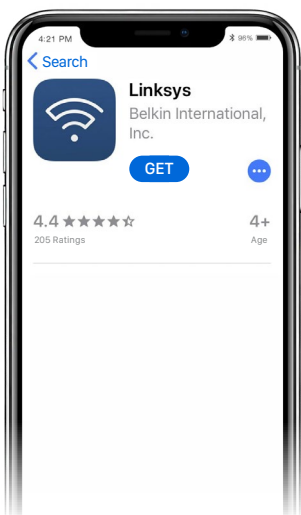 4:21 PM
96%
Search
Linksys
Belkin International,
Inc.
GET
4.4
4+
205 Ratings
Age